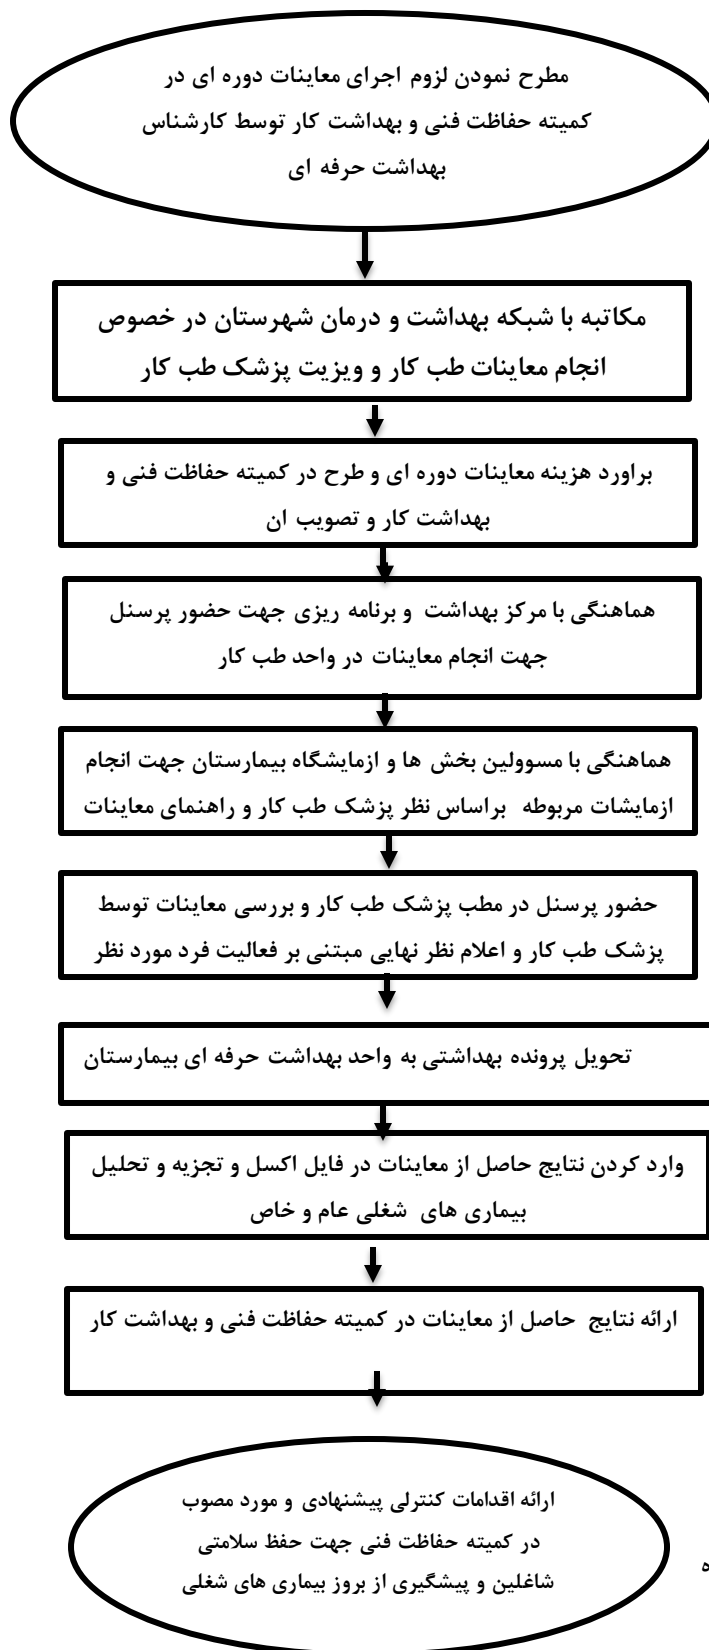 مطرح نمودن لزوم اجرای معاینات دوره ای در
کمیته حفاظت فنی و بهداشت کار توسط کارشناس
بهداشت حرفه ای
مکاتبه با شبکه بهداشت و درمان شهرستان در خصوص
انجام معاینات طب کار و ویزیت پزشک طب کار
براورد هزینه معاینات دوره ای و طرح در کمیته حفاظت فنی و
بهداشت کار و تصویب ان
هماهنگی با مرکز بهداشت و برنامه ریزی جهت حضور پرسنل
جهت انجام معاینات در واحد طب کار
هماهنگی با مسوولین بخش ها و ازمایشگاه بیمارستان جهت انجام
ازمایشات مربوطه براساس نظر پزشک طب کار و راهنمای معاینات
حضور پرسنل در مطب پزشک طب کار و بررسی معاینات توسط
پزشک طب کار و اعلام نظر نهایی مبتنی بر فعالیت فرد مورد نظر
تحویل پرونده بهداشتی به واحد بهداشت حرفه ای بیمارستان
وارد کردن نتایج حاصل از معاینات در فایل اکسل و تجزیه و تحلیل
بیماری های شغلی عام و خاص
ارائه نتایج حاصل از معاینات در کمیته حفاظت فنی و بهداشت کار
ارائه اقدامات کنترلی پیشنهادی و مورد مصوب
در کمیته حفاظت فنی جهت حفظ سلامتی
شاغلین و پیشگیری از بروز بیماری های شغلی